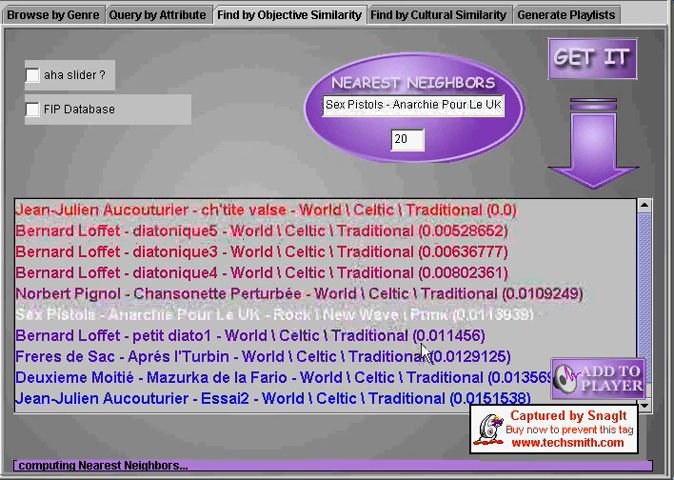 Browse by Genre Query by Attribute Find by Objective Similarity Find by Cultural Similarity Generate Playlists
aha slider ?
FIP Database
NEAREST NEIGHBORS
Sex Pistols - Anarchie Pour Le UK
20
GET IT
Jean-Julien Aucouturier - ch'tite valse - World \ Celtic \ Traditional (0.0)
Bernard Loffet - diatonique5 - World \ Celtic \ Traditional (0.00528652)
Bernard Loffet - diatonique3 - World \ Celtic \ Traditional (0.00636777)
Bernard Loffet - diatonique4 - World \ Celtic \ Traditional (0.00802361)
Norbert Pignol - Chansonette Perturbée - World \ Celtic \ Traditional (0.0109249)
Sex Pistols - Anarchie Pour Le UK - Rock \ New Wave \ Punk (0.0113939)
Bernard Loffet - petit diato1 - World \ Celtic \ Traditional (0.011456)
Freres de Sac - Aprés l'Turbin - World \ Celtic \ Traditional (0.0129125)
Deuxieme Moitié - Mazurka de la Fario - World \ Celtic \ Traditional (0.01356
Jean-Julien Aucouturier - Essai2 - World \ Celtic \ Traditional (0.0151538)
ADD TO
PLAYER
Captured by SnagIt
Buy now to prevent this tag
www.techsmith.com
computing Nearest Neighbors...